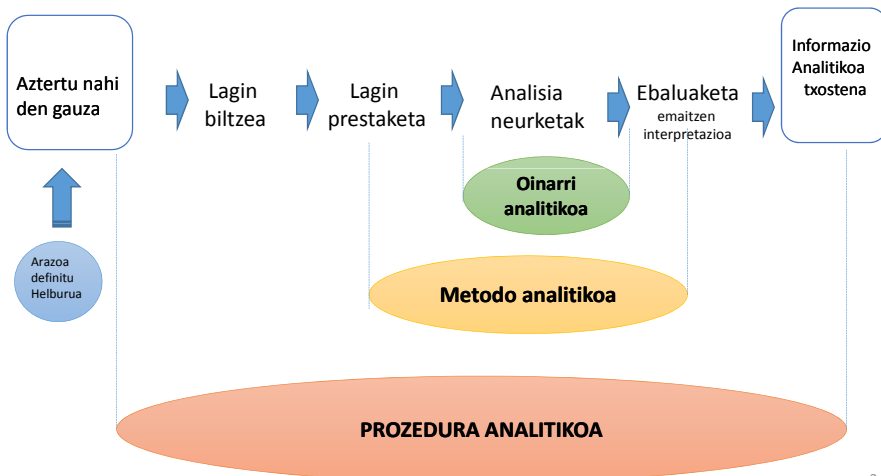 Aztertu nahi
den gauza
Lagin
biltzea
Lagin
prestaketa
Analisia
neurketak
Ebaluaketa
emaitzen
interpretazioa
Informazio
Analitikoa
txostena
Oinarri
analitikoa
Arazoa
definitu
Helburua
Metodo analitikoa
PROZEDURA ANALITIKOA